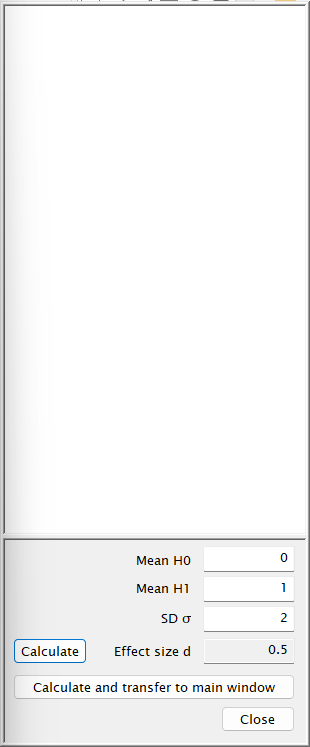 Mean H0 0
Mean H1 1
SD σ 2
Calculate Effect size d 0.5
Calculate and transfer to main window
Close